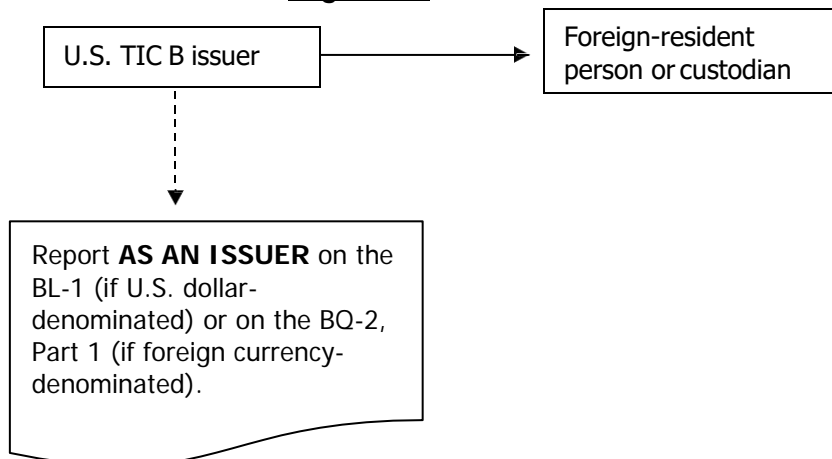 U.S. TIC B issuer
Foreign-resident
person or custodian
Report AS AN ISSUER on the
BL-1 (if U.S. dollar-
denominated) or on the BQ-2,
Part 1 (if foreign currency-
denominated).